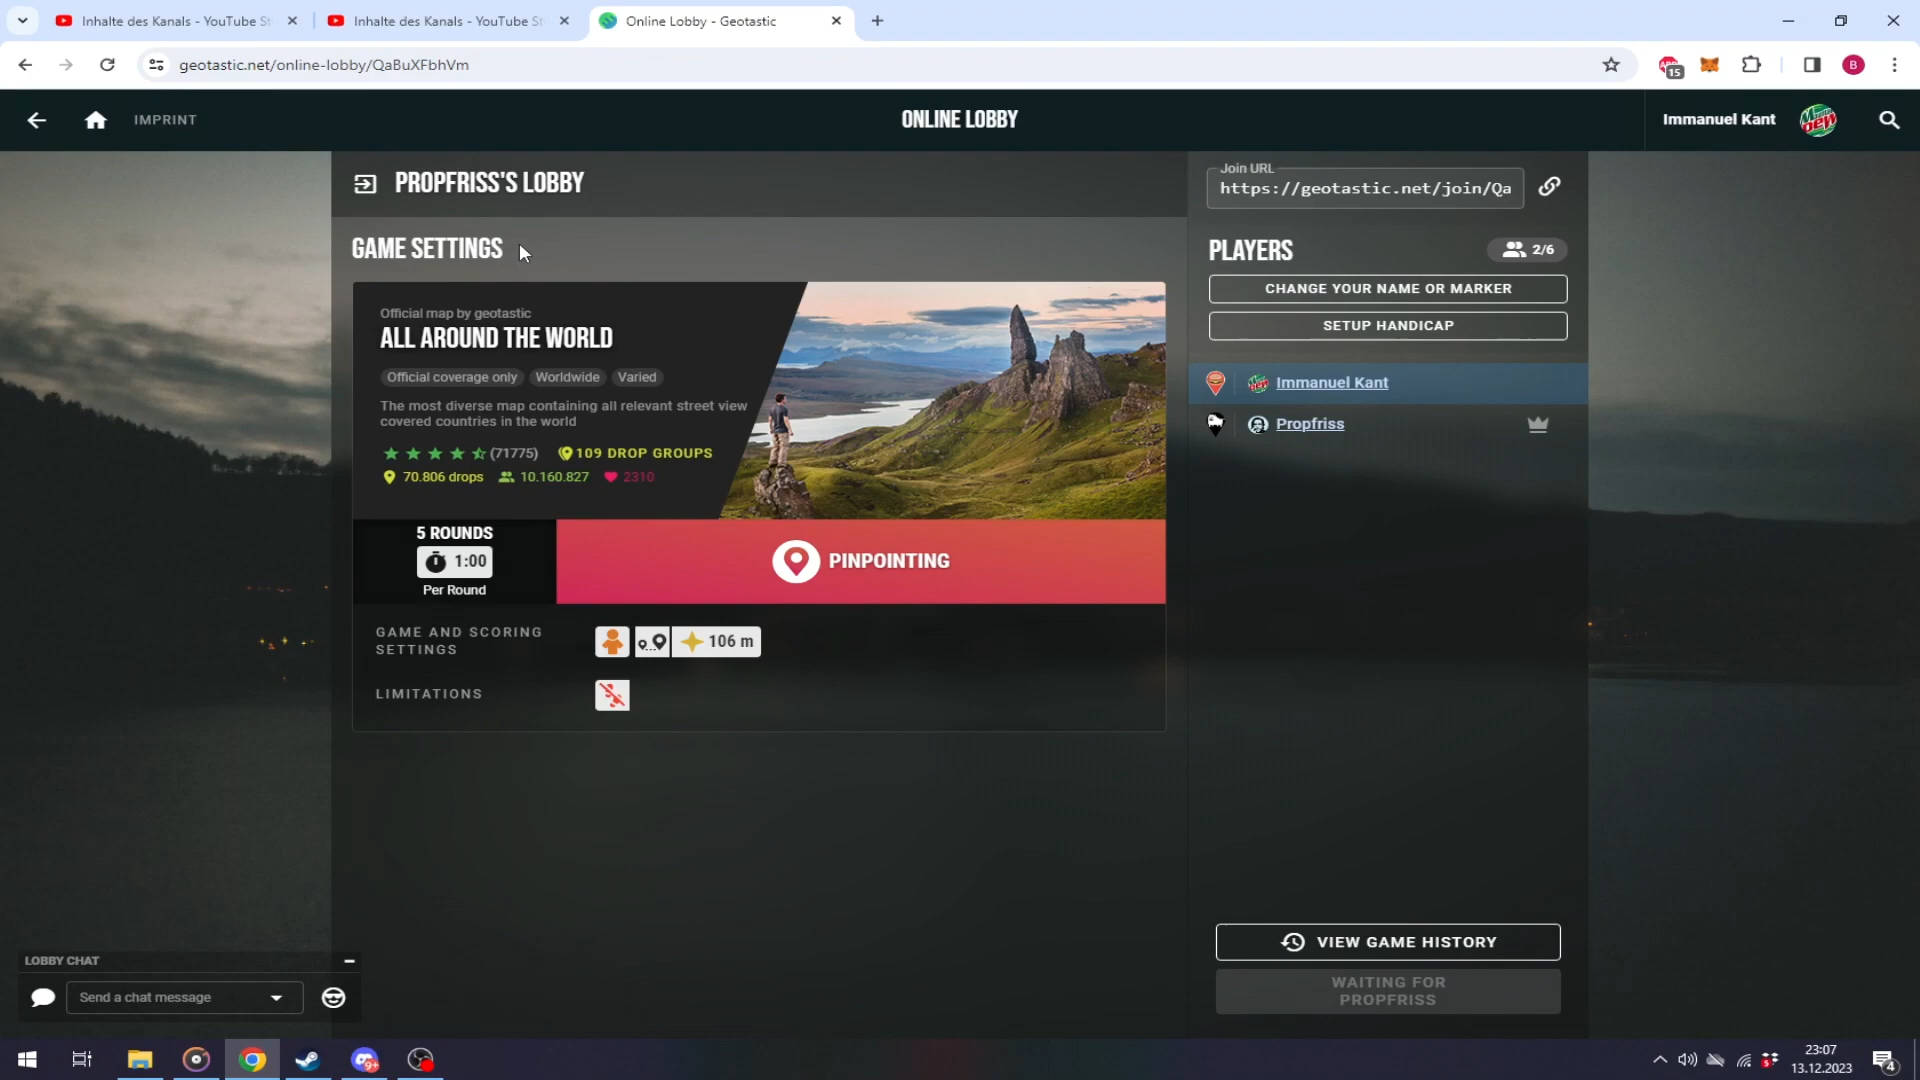 Inhalte des Kanals - YouTube St
Inhalte des Kanals - YouTube St
Online Lobby - Geotastic
geotastic.net/online-lobby/QaBuXFbhVm
15
B
IMPRINT
ONLINE LOBBY
Immanuel Kant
PROPFRISS'S LOBBY
Join URL
https://geotastic.net/join/Qa
GAME SETTINGS
PLAYERS
2/6
CHANGE YOUR NAME OR MARKER
SETUP HANDICAP
Official map by geotastic
ALL AROUND THE WORLD
Official coverage only
Worldwide
Varied
The most diverse map containing all relevant street view
covered countries in the world
(71775)
109 DROP GROUPS
70.806 drops
10.160.827
2310
Immanuel Kant
Propfriss
5 ROUNDS
1:00
Per Round
PINPOINTING
GAME AND SCORING
SETTINGS
106 m
LIMITATIONS
VIEW GAME HISTORY
WAITING FOR
PROPFRISS
LOBBY CHAT
Send a chat message
9+
23:07
13.12.2023
4